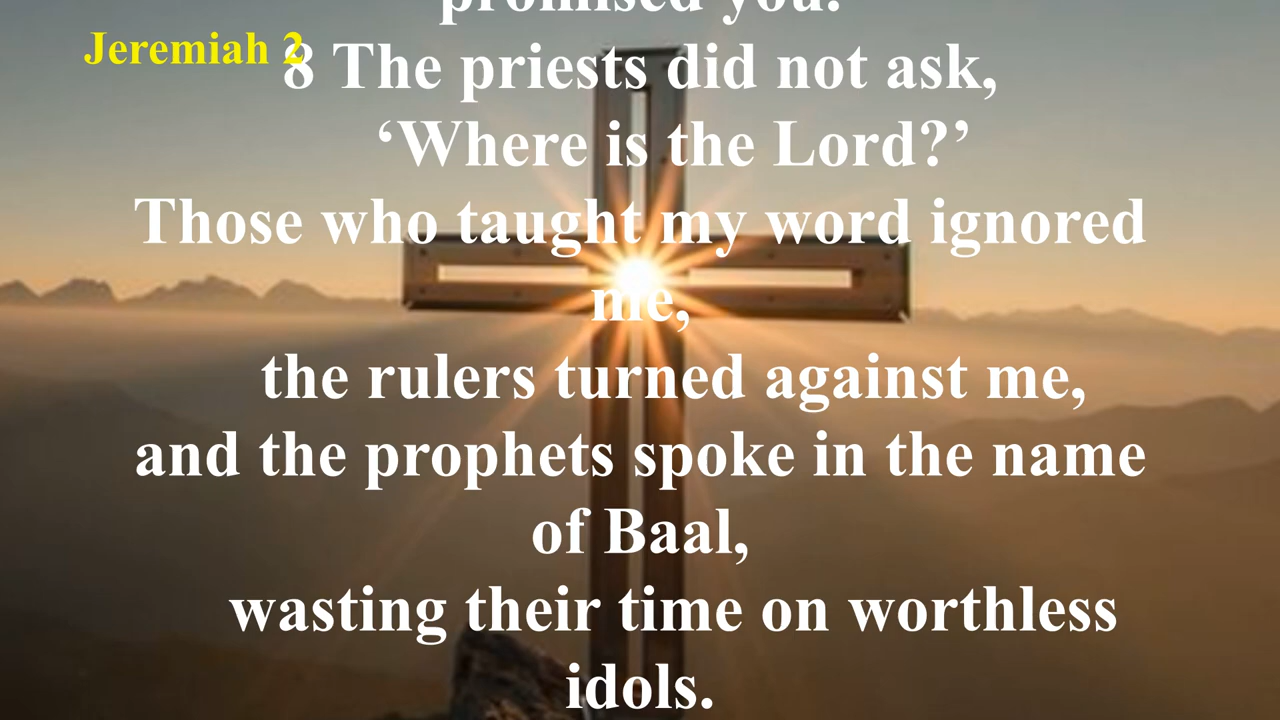 promised you.
Jeremiah 2
8 The priests did not ask,
‘Where is the Lord?’
Those who taught my word ignored
me,
the rulers turned against me,
and the prophets spoke in the name
of Baal,
wasting their time on worthless
idols.